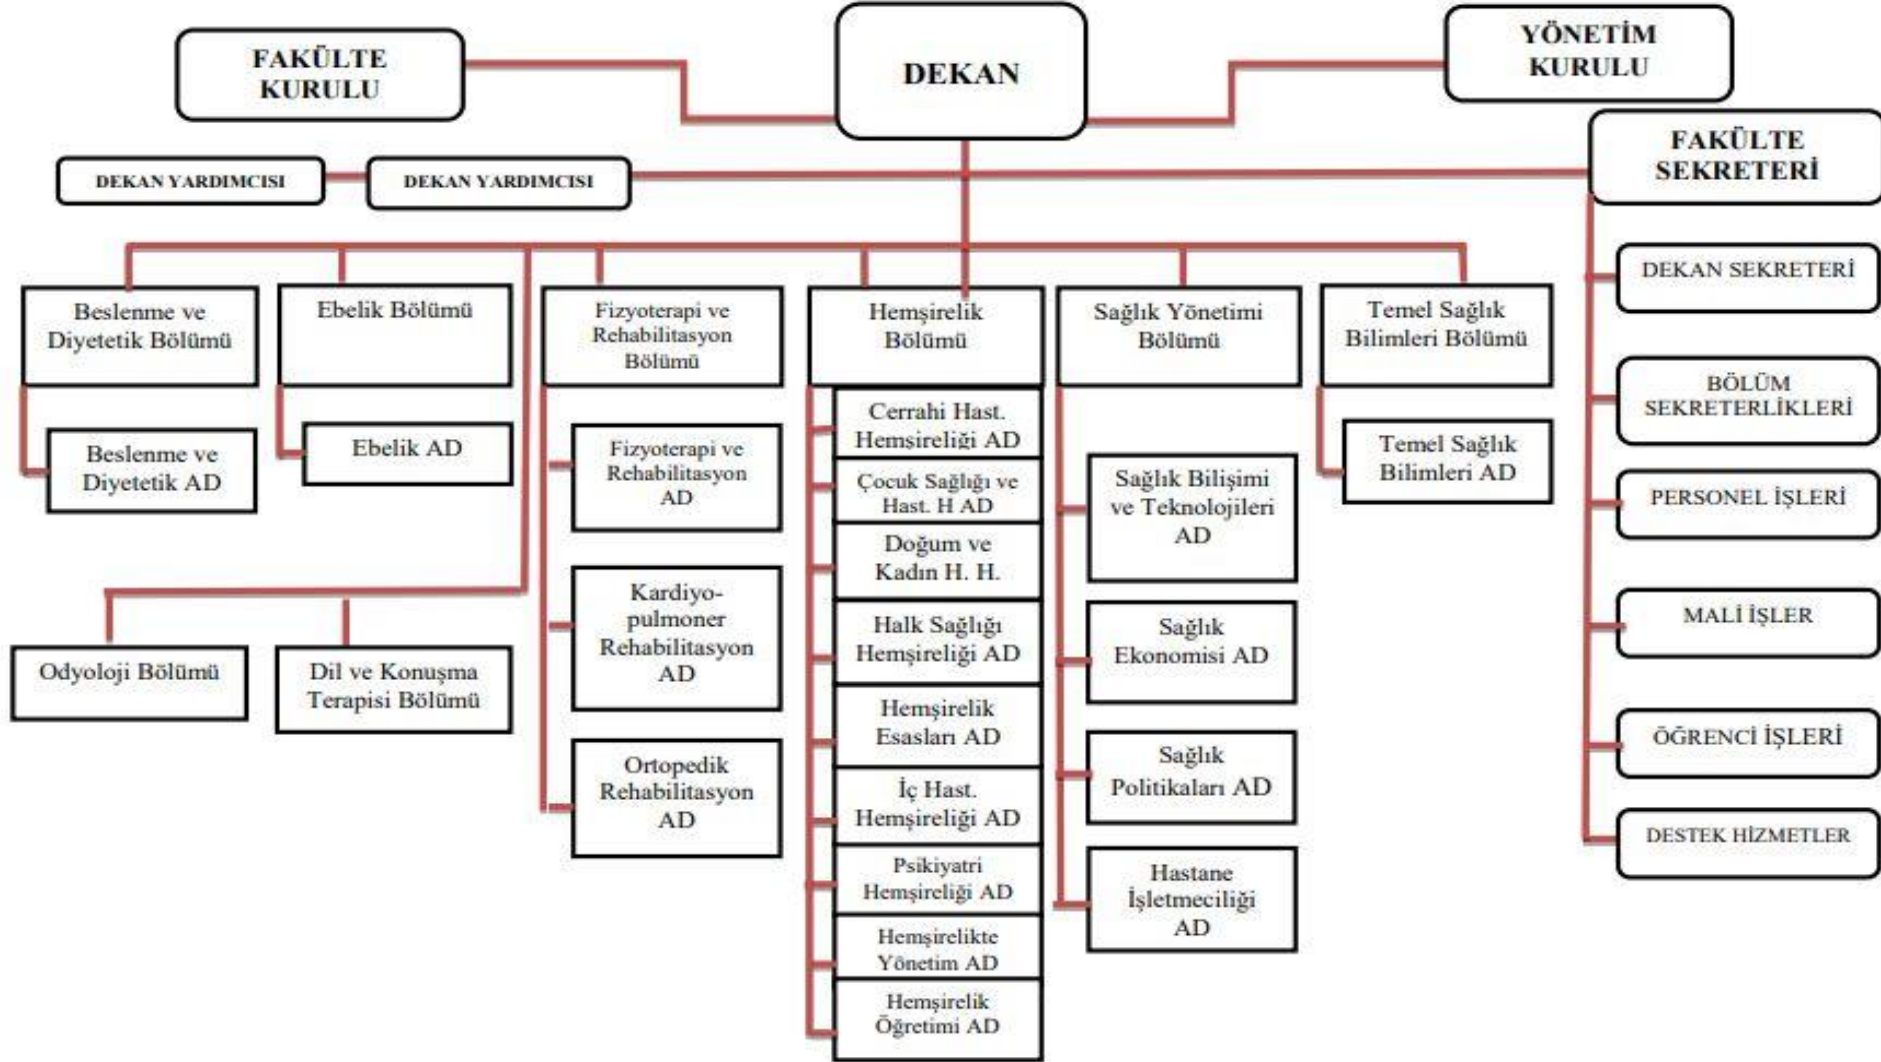 FAKÜLTE
KURULU
DEKAN
YÖNETİM
KURULU
FAKÜLTE
SEKRETERİ
DEKAN YARDIMCISI
DEKAN YARDIMCISI
Beslenme ve
Diyetetik Bölümü
Ebelik Bölümü
Fizyoterapi ve
Rehabilitasyon
Bölümü
Hemşirelik
Bölümü
Sağlık Yönetimi
Bölümü
Temel Sağlık
Bilimleri Bölümü
Beslenme ve
Diyetetik AD
Ebelik AD
Fizyoterapi ve
Rehabilitasyon
AD
Kardiyo-
pulmoner
Rehabilitasyon
AD
Ortopedik
Rehabilitasyon
AD
Cerrahi Hast.
Hemşireliği AD
Çocuk Sağlığı ve
Hast. H AD
Doğum ve
Kadın H. H.
Halk Sağlığı
Hemşireliği AD
Hemşirelik
Esasları AD
İç Hast.
Hemşireliği AD
Psikiyatri
Hemşireliği AD
Hemşirelikte
Yönetim AD
Hemşirelik
Öğretimi AD
Sağlık Bilişimi
ve Teknolojileri
AD
Sağlık
Ekonomisi AD
Sağlık
Politikaları AD
Hastane
İşletmeciliği
AD
Temel Sağlık
Bilimleri AD
Odyoloji Bölümü
Dil ve Konuşma
Terapisi Bölümü
DEKAN SEKRETERİ
BÖLÜM
SEKRETERLİKLERİ
PERSONEL İŞLERİ
MALİ İŞLER
ÖĞRENCİ İŞLERİ
DESTEK HİZMETLER